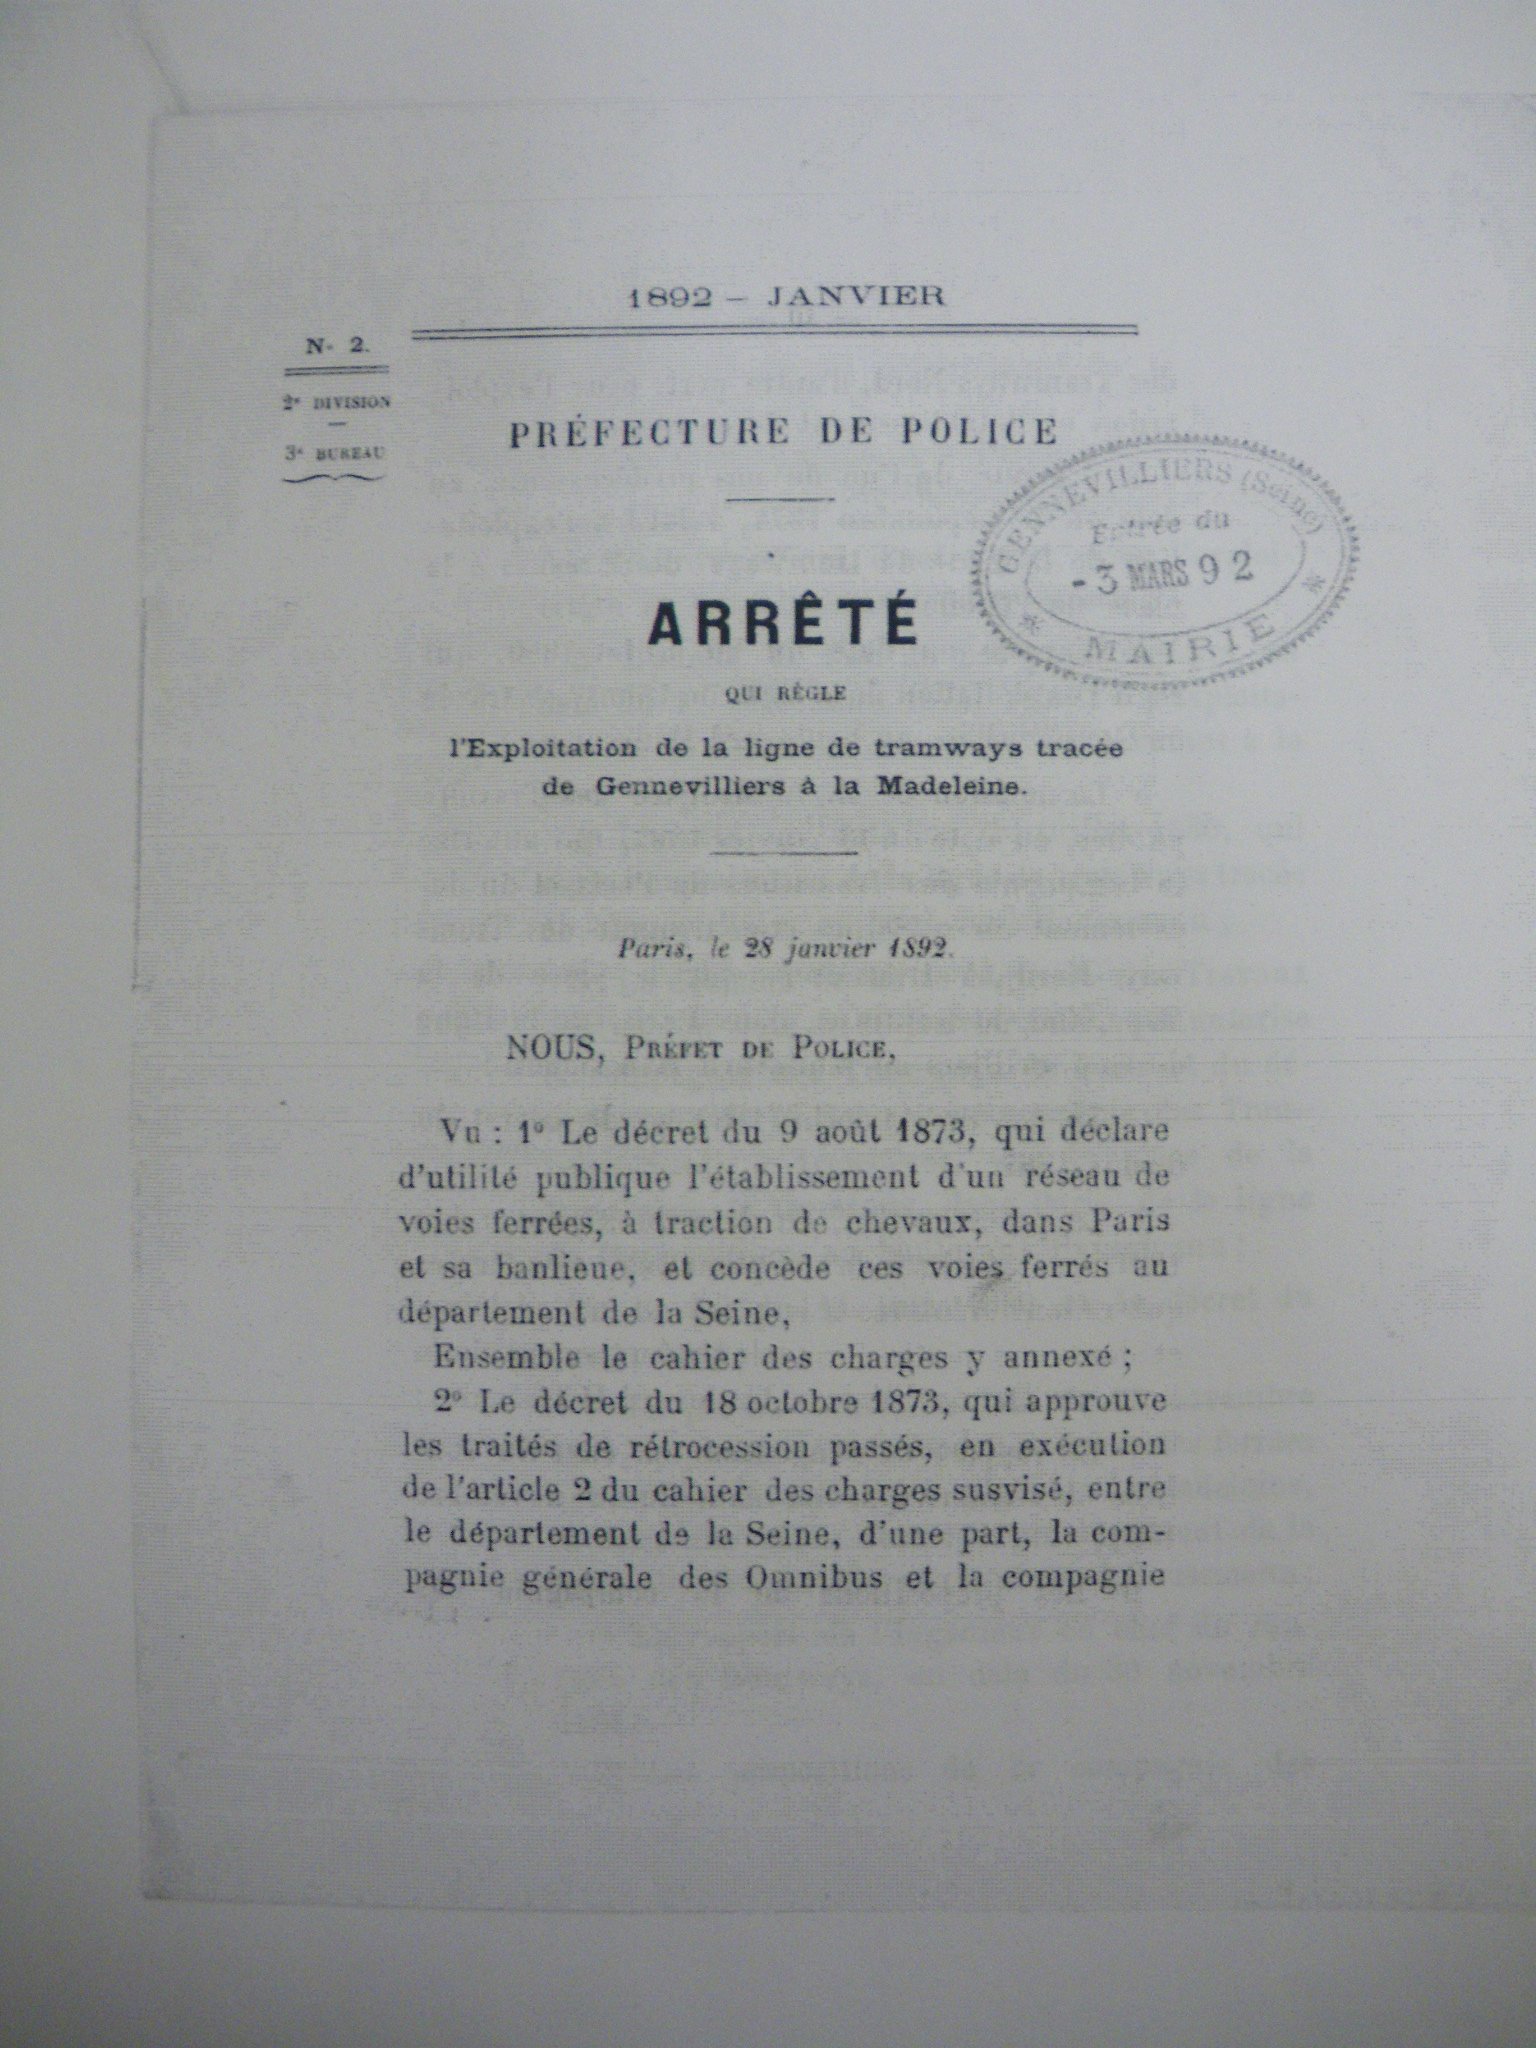 1892 – JANVIER
N° 2.
2e DIVISION
3e BUREAU
PRÉFECTURE DE POLICE
GENNEVILLIERS (Seine)
Entrée du
- 3 MARS 92
* MAIRIE *
ARRÊTÉ
QUI RÈGLE
l'Exploitation de la ligne de tramways tracée
de Gennevilliers à la Madeleine.
Paris, le 28 janvier 1892.
NOUS, PRÉFET DE POLICE,
Vu : 1° Le décret du 9 août 1873, qui déclare
d'utilité publique l'établissement d'un réseau de
voies ferrées, à traction de chevaux, dans Paris
et sa banlieue, et concède ces voies ferrés au
département de la Seine,
Ensemble le cahier des charges y annexé ;
2° Le décret du 18 octobre 1873, qui approuve
les traités de rétrocession passés, en exécution
de l'article 2 du cahier des charges susvisé, entre
le département de la Seine, d'une part, la com-
pagnie générale des Omnibus et la compagnie